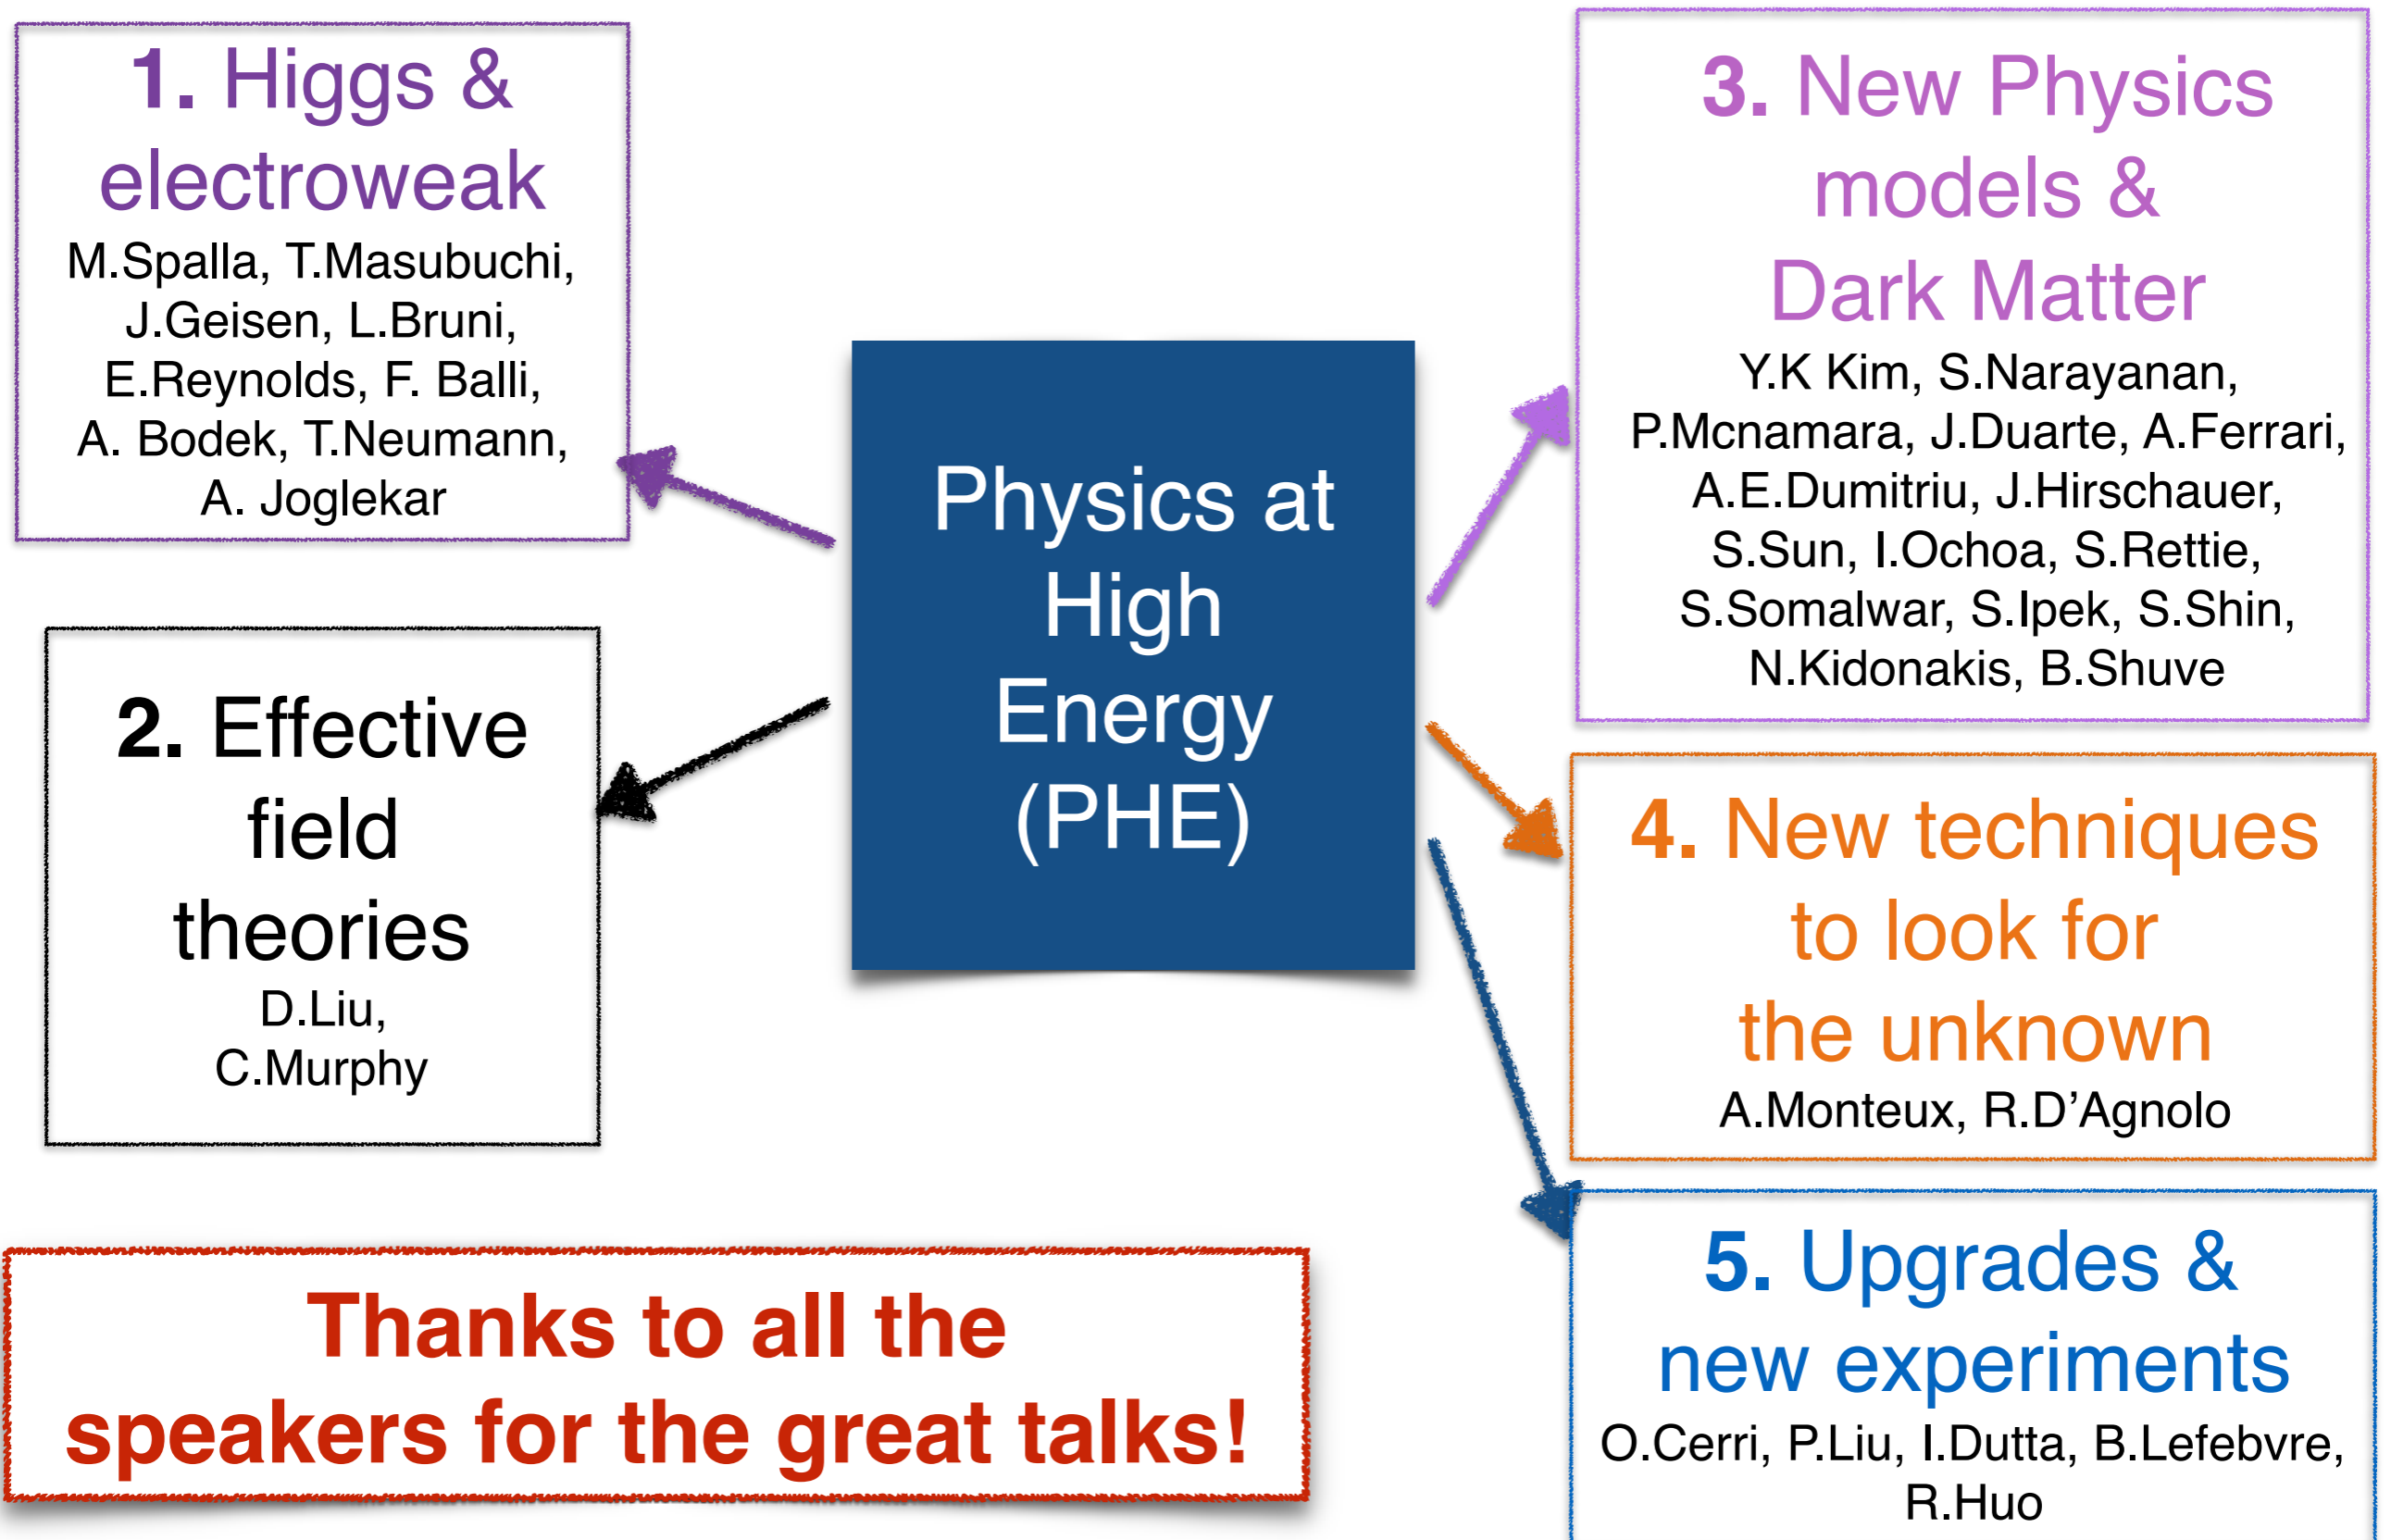 1. Higgs &
electroweak
M.Spalla, T.Masubuchi,
J.Geisen, L.Bruni,
E.Reynolds, F. Balli,
A. Bodek, T.Neumann,
A. Joglekar
2. Effective
field
theories
D.Liu,
C.Murphy
Physics at
High
Energy
(PHE)
3. New Physics
models &
Dark Matter
Y.K Kim, S.Narayanan,
P.Mcnamara, J.Duarte, A.Ferrari,
A.E.Dumitriu, J.Hirschauer,
S.Sun, I.Ochoa, S.Rettie,
S.Somalwar, S.Ipek, S.Shin,
N.Kidonakis, B.Shuve
4. New techniques
to look for
the unknown
A.Monteux, R.D’Agnolo
5. Upgrades &
new experiments
O.Cerri, P.Liu, I.Dutta, B.Lefebvre,
R.Huo
Thanks to all the
speakers for the great talks!